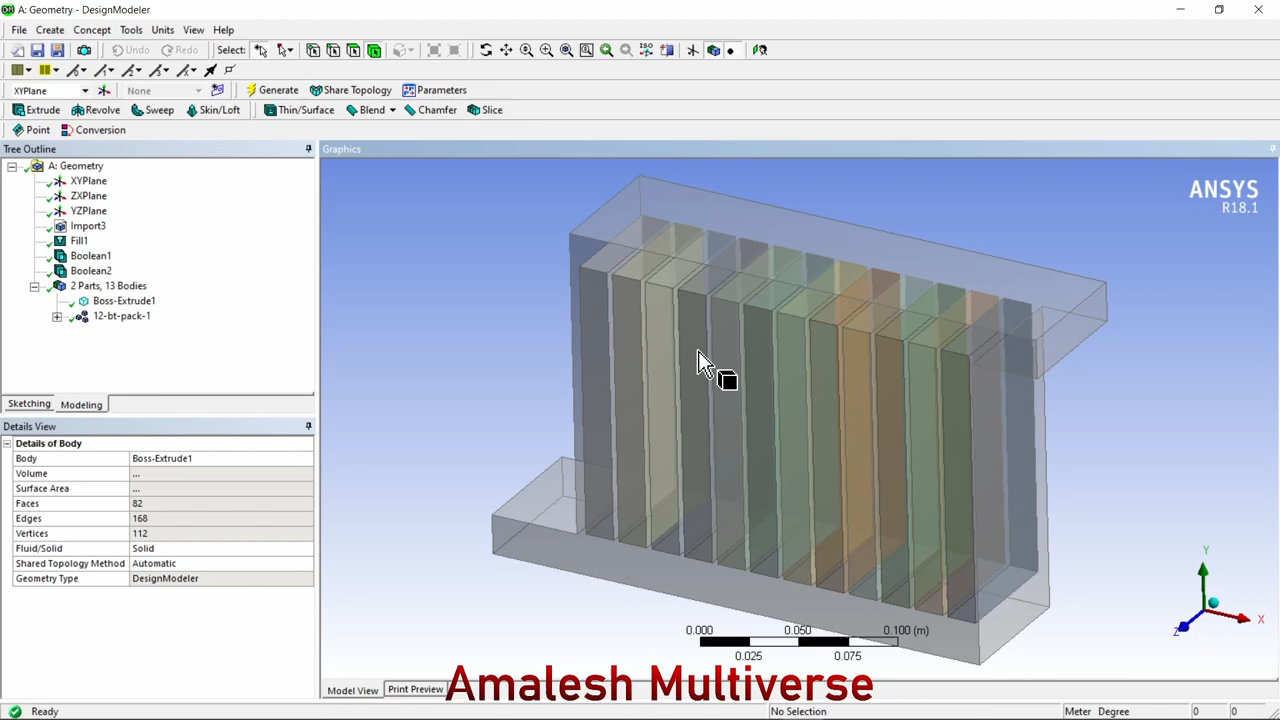 A: Geometry - DesignModeler
File Create Concept Tools Units View Help
Undo Redo Select:
XYPlane None Generate Share Topology Parameters
Extrude Revolve Sweep Skin/Loft Thin/Surface Blend Chamfer Slice
Point Conversion
Tree Outline
A: Geometry
XYPlane
ZXPlane
YZPlane
Import3
Fill1
Boolean1
Boolean2
2 Parts, 13 Bodies
Boss-Extrude1
12-bt-pack-1
Sketching Modeling
Details View
Details of Body
Body Boss-Extrude1
Volume ...
Surface Area ...
Faces 82
Edges 168
Vertices 112
Fluid/Solid Solid
Shared Topology Method Automatic
Geometry Type DesignModeler
Graphics
ANSYS
R18.1
Y
X
Z
0.000 0.050 0.100 (m)
0.025 0.075
Model View Print Preview
Amalesh Multiverse
Ready No Selection Meter Degree 0 0